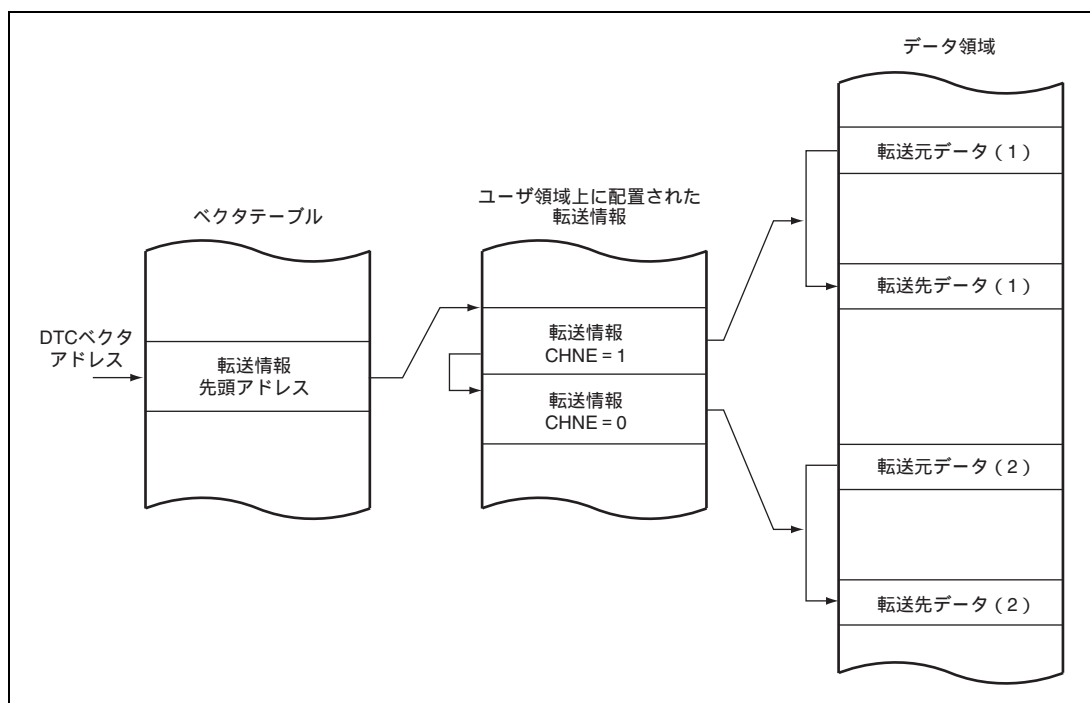 データ領域
転送元データ（1）
ユーザ領域上に配置された
転送情報
ベクタテーブル
転送先データ（1）
DTCベクタ
アドレス
転送情報
先頭アドレス
転送情報
CHNE = 1
転送情報
CHNE = 0
転送元データ（2）
転送先データ（2）